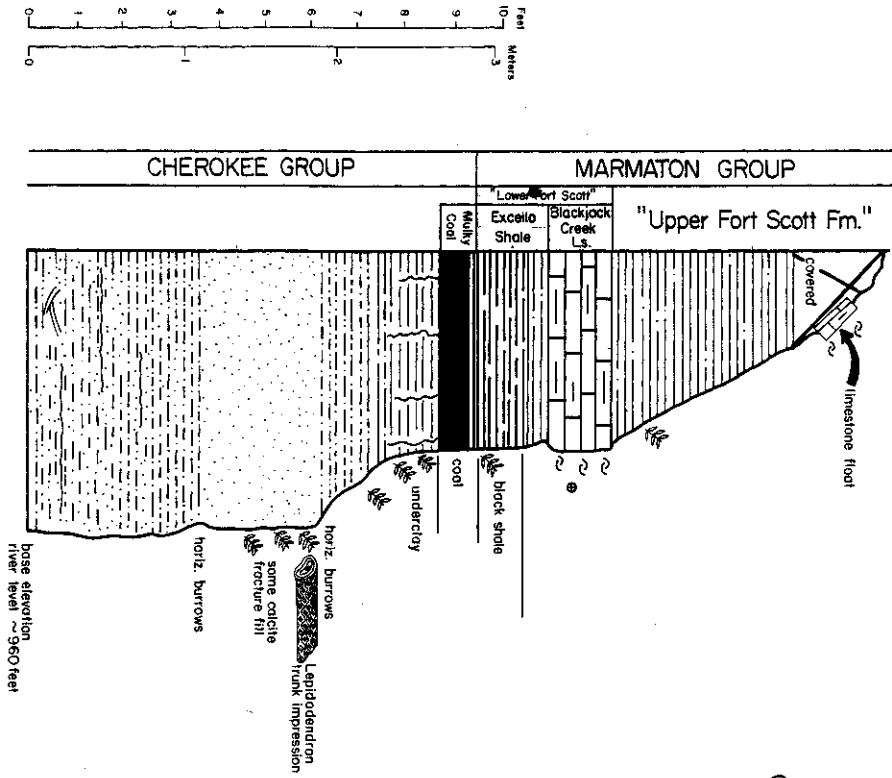 0 1 2 3 4 5 6 7 8 9 10
Feet
0 1 2 3
Meters
CHEROKEE GROUP
MARMATON GROUP
"Lower Fort Scott"
Mulky
Coal
Excello
Shale
Blackjack
Creek
Ls.
"Upper Fort Scott Fm."
covered
limestone float
black shale
coal
underclay
horiz. burrows
Lepidodendron
trunk impression
some calcite
fracture fill
horiz. burrows
base elevation
river level ~960 feet